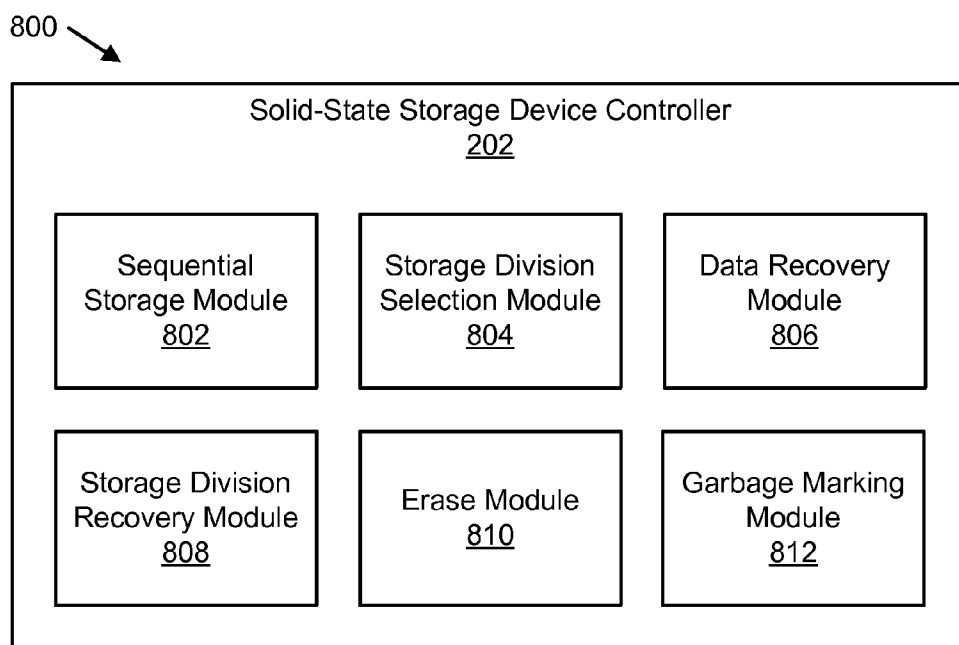 800
Solid-State Storage Device Controller
202
Sequential
Storage Module
802
Storage Division
Selection Module
804
Data Recovery
Module
806
Storage Division
Recovery Module
808
Erase Module
810
Garbage Marking
Module
812